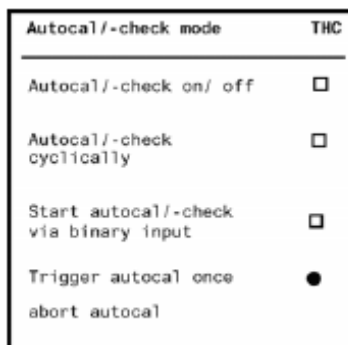 Autocal/-check mode THC
Autocal/-check on/ off
Autocal/-check
cyclically
Start autocal/-check
via binary input
Trigger autocal once
abort autocal